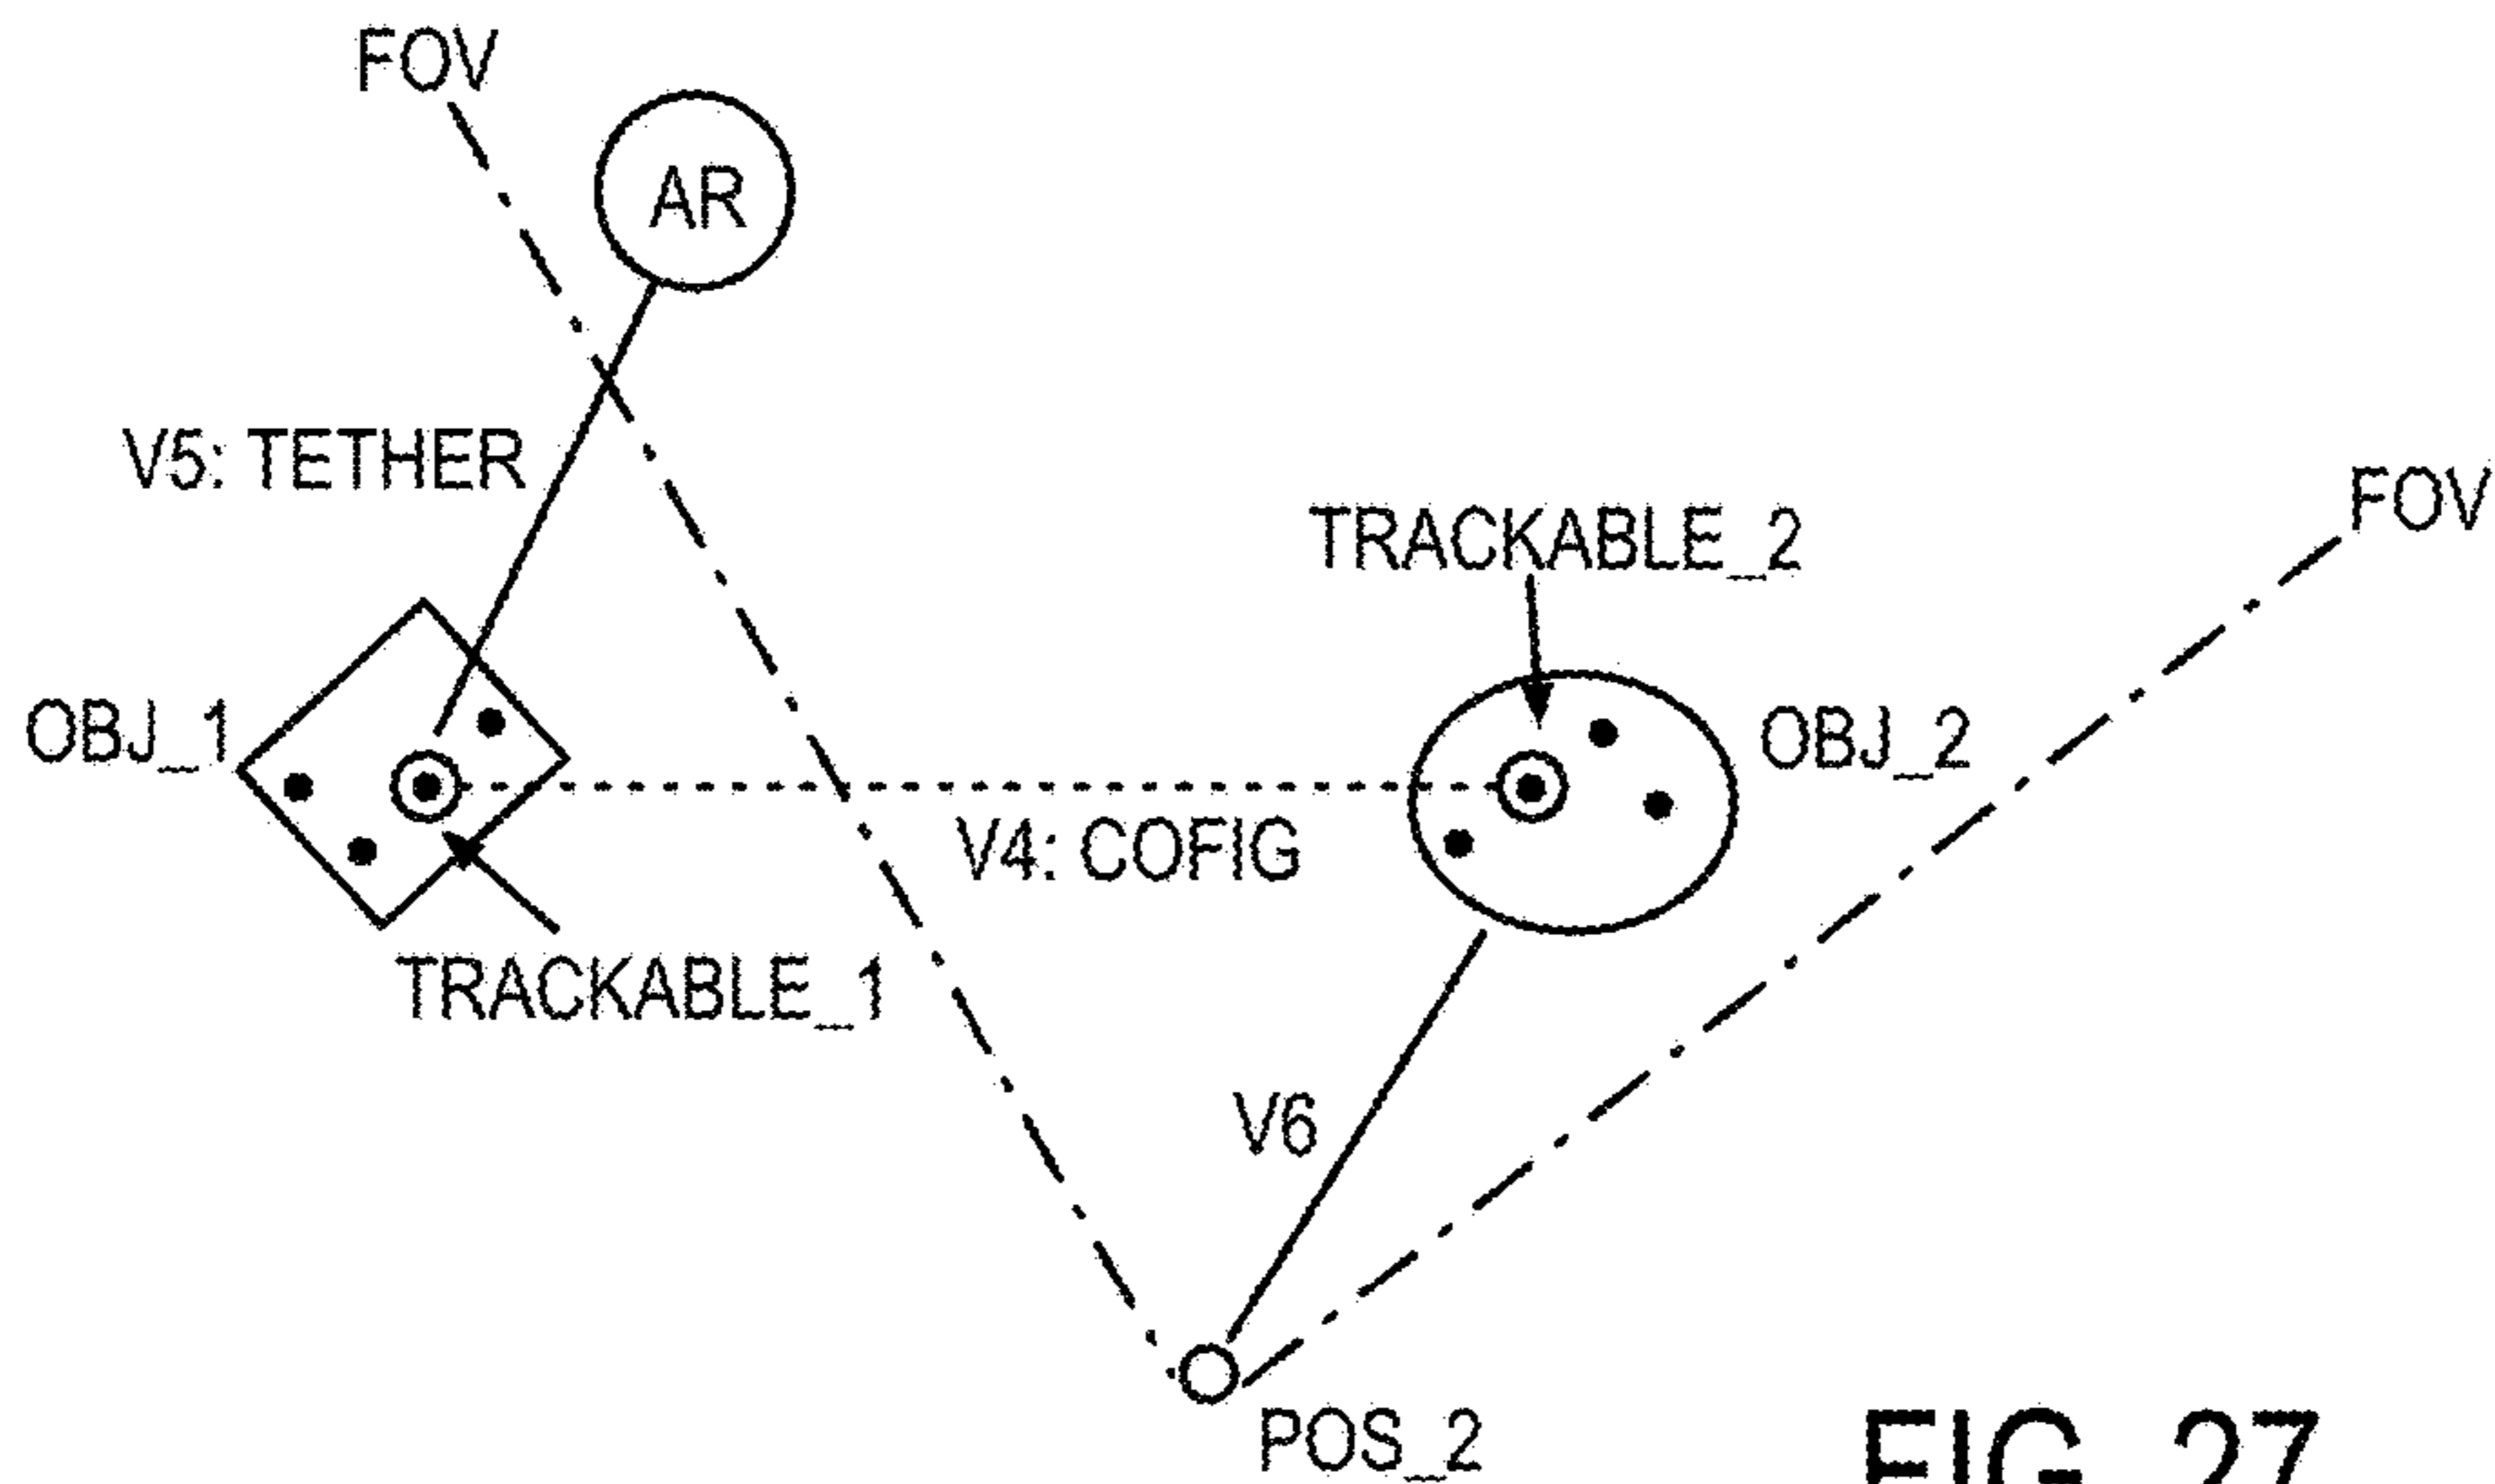 FOV
AR
V5: TETHER
FOV
TRACKABLE_2
OBJ_1
OBJ_2
V4: COFIG
TRACKABLE_1
V6
POS_2
FIG. 27